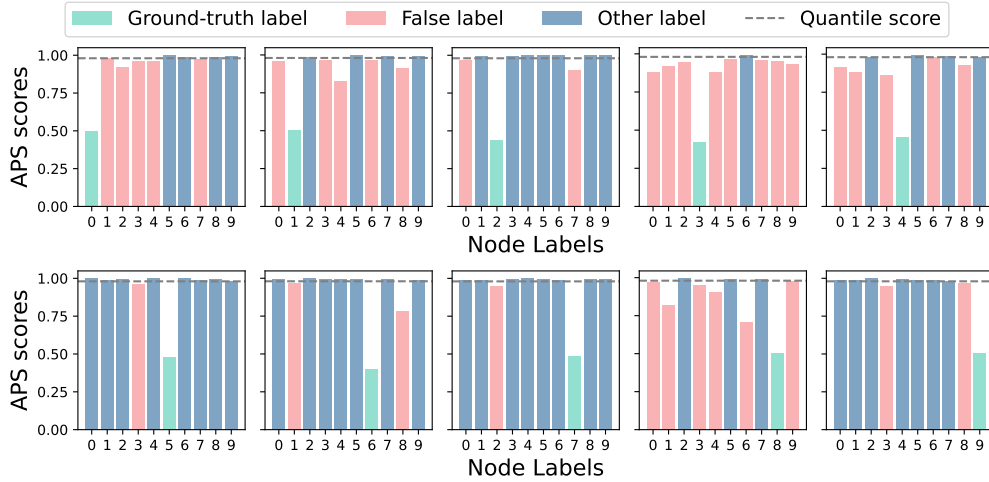 Ground-truth label False label Other label Quantile score
APS scores
1.00
0.75
0.50
0.25
0.00
0 1 2 3 4 5 6 7 8 9
0 1 2 3 4 5 6 7 8 9
0 1 2 3 4 5 6 7 8 9
0 1 2 3 4 5 6 7 8 9
0 1 2 3 4 5 6 7 8 9
Node Labels
APS scores
1.00
0.75
0.50
0.25
0.00
0 1 2 3 4 5 6 7 8 9
0 1 2 3 4 5 6 7 8 9
0 1 2 3 4 5 6 7 8 9
0 1 2 3 4 5 6 7 8 9
0 1 2 3 4 5 6 7 8 9
Node Labels